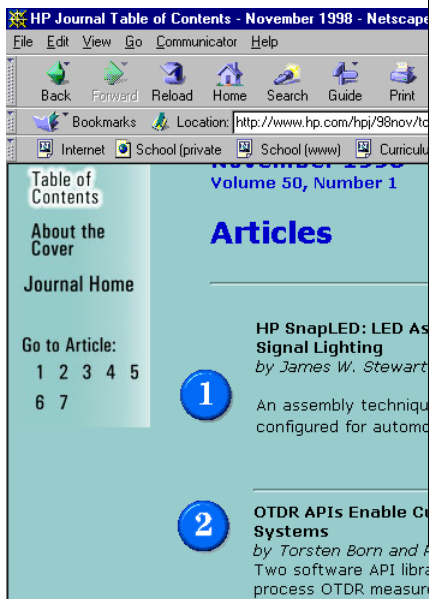 HP Journal Table of Contents - November 1998 - Netscape
File Edit View Go Communicator Help
Back Forward Reload Home Search Guide Print
Bookmarks Location: http://www.hp.com/hpj/98nov/to
Internet School (private School (www) Curriculu
November 1998
Volume 50, Number 1
Articles
Table of
Contents
About the
Cover
Journal Home
Go to Article:
1 2 3 4 5
6 7
1
HP SnapLED: LED As
Signal Lighting
by James W. Stewart
An assembly techniqu
configured for automo
2
OTDR APIs Enable Cu
Systems
by Torsten Born and
Two software API libra
process OTDR measure